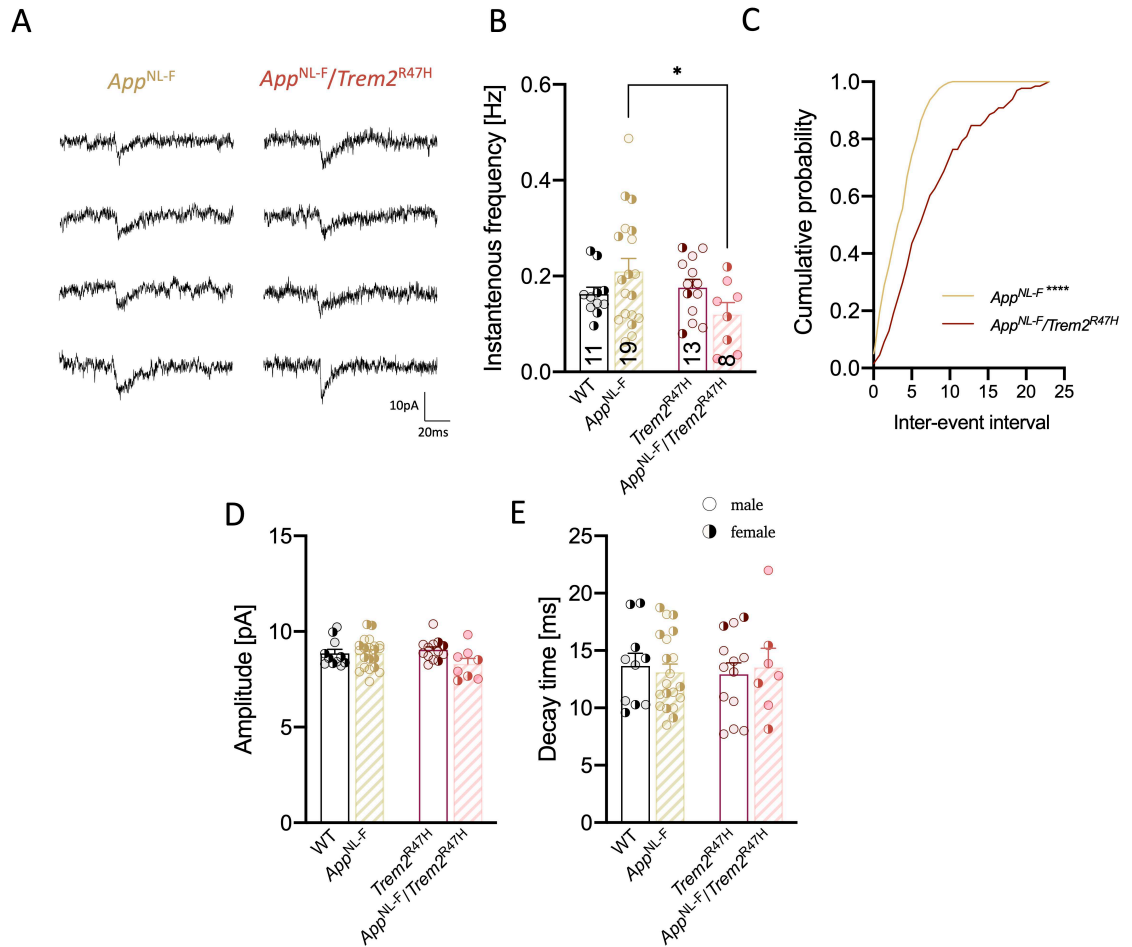 A
App^NL-F
App^NL-F/Trem2^R47H
10pA
20ms
B
Instantenous frequency [Hz]
0.6
0.4
0.2
0.0
*
11
19
13
8
WT
App^NL-F
Trem2^R47H
App^NL-F/Trem2^R47H
C
Cumulative probability
1.0
0.8
0.6
0.4
0.2
0.0
0 5 10 15 20 25
Inter-event interval
App^NL-F ****
App^NL-F/Trem2^R47H
D
Amplitude [pA]
15
10
5
0
WT
App^NL-F
Trem2^R47H
App^NL-F/Trem2^R47H
E
male
female
Decay time [ms]
25
20
15
10
5
0
WT
App^NL-F
Trem2^R47H
App^NL-F/Trem2^R47H